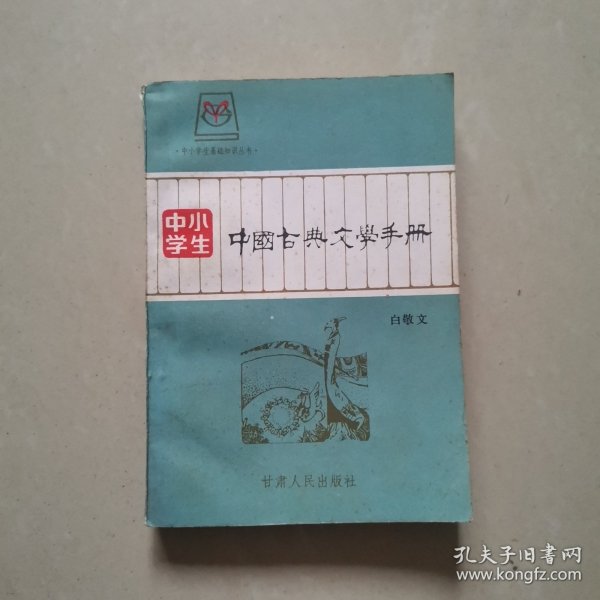 ·中小学生基础知识丛书·
中小
学生
中國古典文學手册
白敬文
甘肃人民出版社
孔夫子旧书网
www.kongfz.com